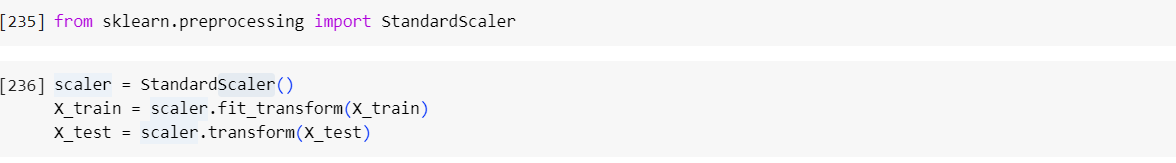 [235] from sklearn.preprocessing import StandardScaler
[236] scaler = StandardScaler()
X_train = scaler.fit_transform(X_train)
X_test = scaler.transform(X_test)